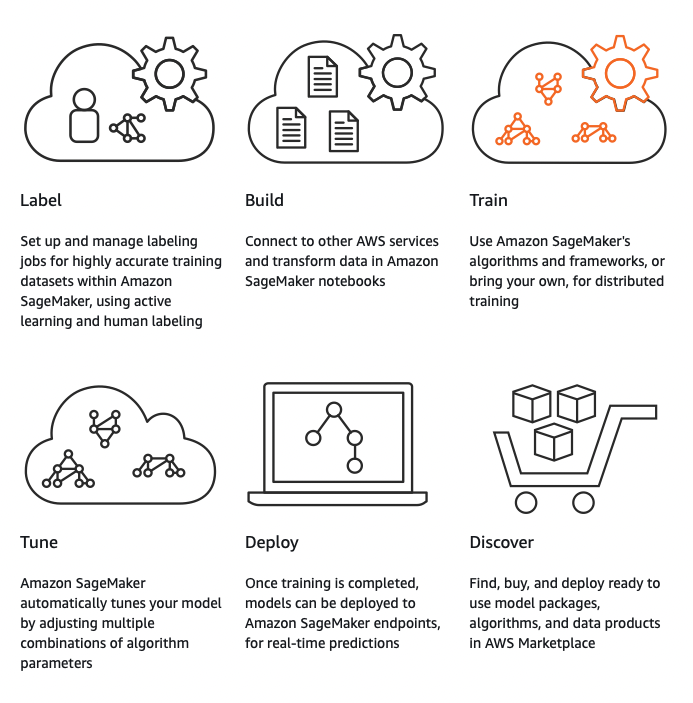 Label
Set up and manage labeling
jobs for highly accurate training
datasets within Amazon
SageMaker, using active
learning and human labeling
Build
Connect to other AWS services
and transform data in Amazon
SageMaker notebooks
Train
Use Amazon SageMaker's
algorithms and frameworks, or
bring your own, for distributed
training
Tune
Amazon SageMaker
automatically tunes your model
by adjusting multiple
combinations of algorithm
parameters
Deploy
Once training is completed,
models can be deployed to
Amazon SageMaker endpoints,
for real-time predictions
Discover
Find, buy, and deploy ready to
use model packages,
algorithms, and data products
in AWS Marketplace